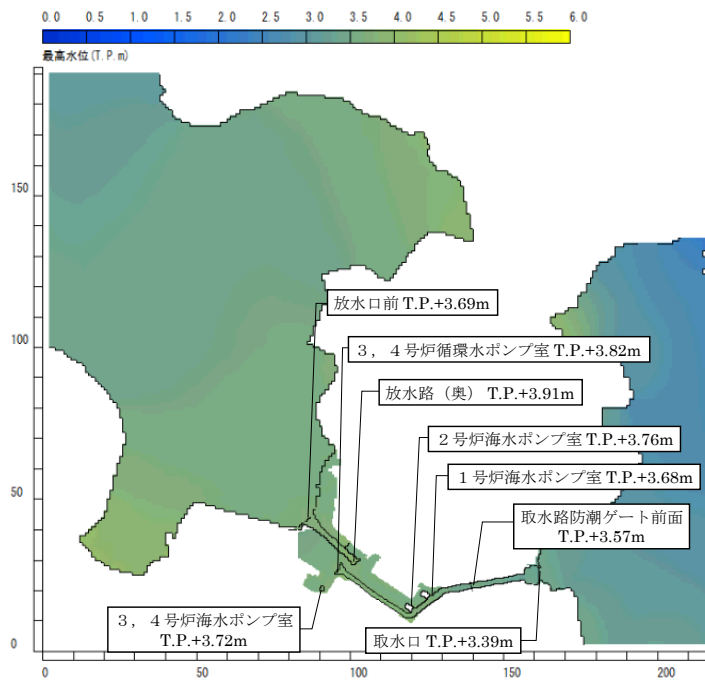 0.0 0.5 1.0 1.5 2.0 2.5 3.0 3.5 4.0 4.5 5.0 5.5 6.0
最高水位(T.P.m)
150
放水口前 T.P.+3.69m
100
３，４号炉循環水ポンプ室 T.P.+3.82m
放水路（奥） T.P.+3.91m
２号炉海水ポンプ室 T.P.+3.76m
１号炉海水ポンプ室 T.P.+3.68m
50
取水路防潮ゲート前面
T.P.+3.57m
３，４号炉海水ポンプ室
T.P.+3.72m
取水口 T.P.+3.39m
0
0 50 100 150 200